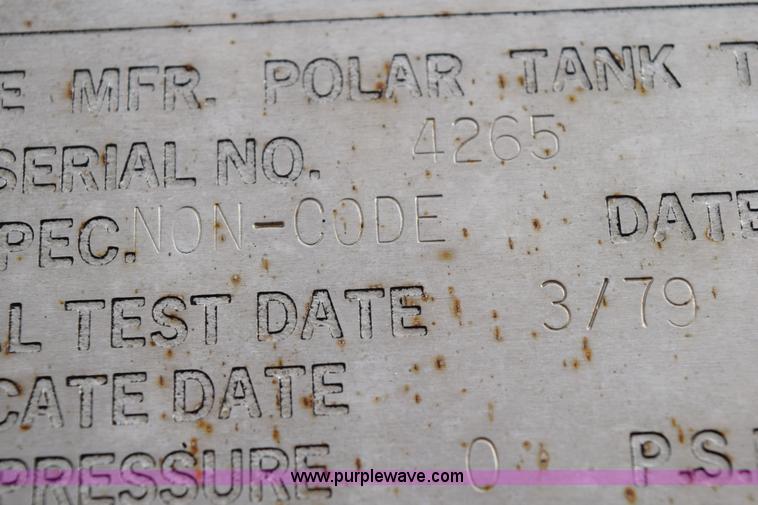 E MFR. POLAR TANK T
SERIAL NO. 4265
PEC. NON-CODE DATE
L TEST DATE 3/79
CATE DATE
PRESSURE 0 P.S.
www.purplewave.com